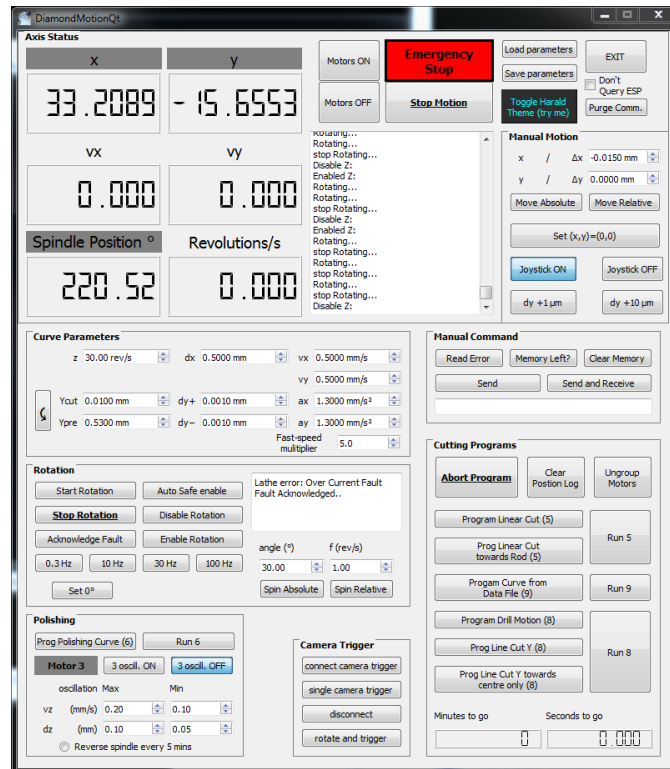 DiamondMotionQt
Axis Status
x
y
33.2089
-15.6553
vx
vy
0.000
0.000
Spindle Position °
Revolutions/s
220.52
0.000
Motors ON
Motors OFF
Emergency
Stop
Stop Motion
Load parameters
Save parameters
Toggle Harald
Theme (try me)
EXIT
Don't
Query ESP
Purge Comm.
Rotating...
Rotating...
stop Rotating...
Disable Z:
Enabled Z:
Rotating...
Rotating...
stop Rotating...
Disable Z:
Enabled Z:
Rotating...
stop Rotating...
Rotating...
Rotating...
stop Rotating...
Disable Z:
Manual Motion
x / Δx -0.0150 mm
y / Δy 0.0000 mm
Move Absolute Move Relative
Set (x,y)=(0,0)
Joystick ON Joystick OFF
dy +1 µm dy +10 µm
Curve Parameters
z 30.00 rev/s dx 0.5000 mm vx 0.5000 mm/s
vy 0.5000 mm/s
Ycut 0.0100 mm dy+ 0.0010 mm ax 1.3000 mm/s²
Ypre 0.5300 mm dy− 0.0010 mm ay 1.3000 mm/s²
Fast-speed
mulitiplier 5.0
Manual Command
Read Error Memory Left? Clear Memory
Send Send and Receive
Rotation
Start Rotation Auto Safe enable
Stop Rotation Disable Rotation
Acknowledge Fault Enable Rotation
0.3 Hz 10 Hz 30 Hz 100 Hz
Set 0°
Lathe error: Over Current Fault
Fault Acknowledged..
angle (°) f (rev/s)
30.00 1.00
Spin Absolute Spin Relative
Cutting Programs
Abort Program
Clear
Postion Log
Ungroup
Motors
Program Linear Cut (5)
Prog Linear Cut
towards Rod (5)
Run 5
Progam Curve from
Data File (9)
Run 9
Program Drill Motion (8)
Prog Line Cut Y (8)
Prog Line Cut Y towards
centre only (8)
Run 8
Minutes to go Seconds to go
0 0.000
Polishing
Prog Polishing Curve (6) Run 6
Motor 3 3 oscill. ON 3 oscill. OFF
oscillation Max Min
vz (mm/s) 0.20 0.10
dz (mm) 0.10 0.05
Reverse spindle every 5 mins
Camera Trigger
connect camera trigger
single camera trigger
disconnect
rotate and trigger